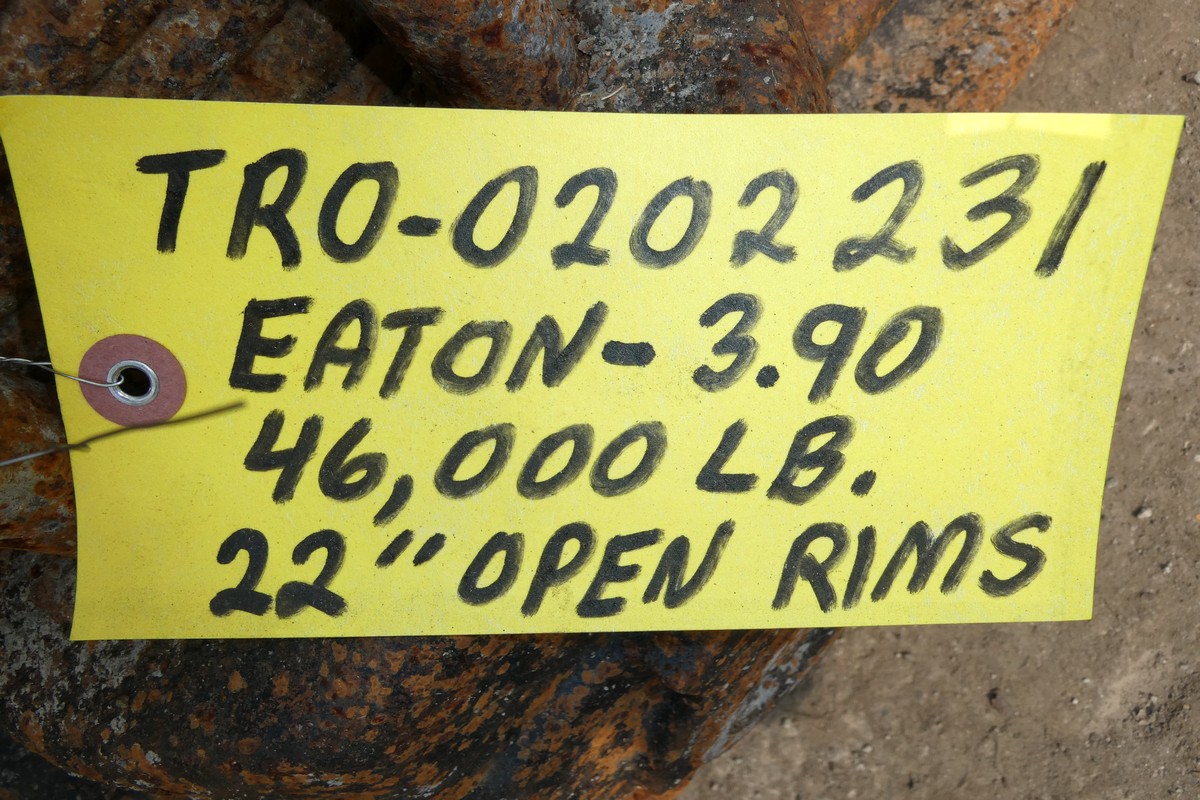 TRO-0202231
EATON-3.90
46,000 LB.
22" OPEN RIMS